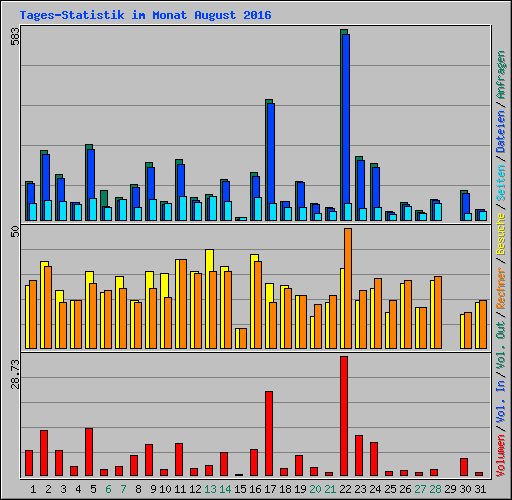 Tages-Statistik im Monat August 2016
583
50
28.73
Volumen / Vol. In / Vol. Out / Rechner / Besuche / Seiten / Dateien / Anfragen
1 2 3 4 5 6 7 8 9 10 11 12 13 14 15 16 17 18 19 20 21 22 23 24 25 26 27 28 29 30 31